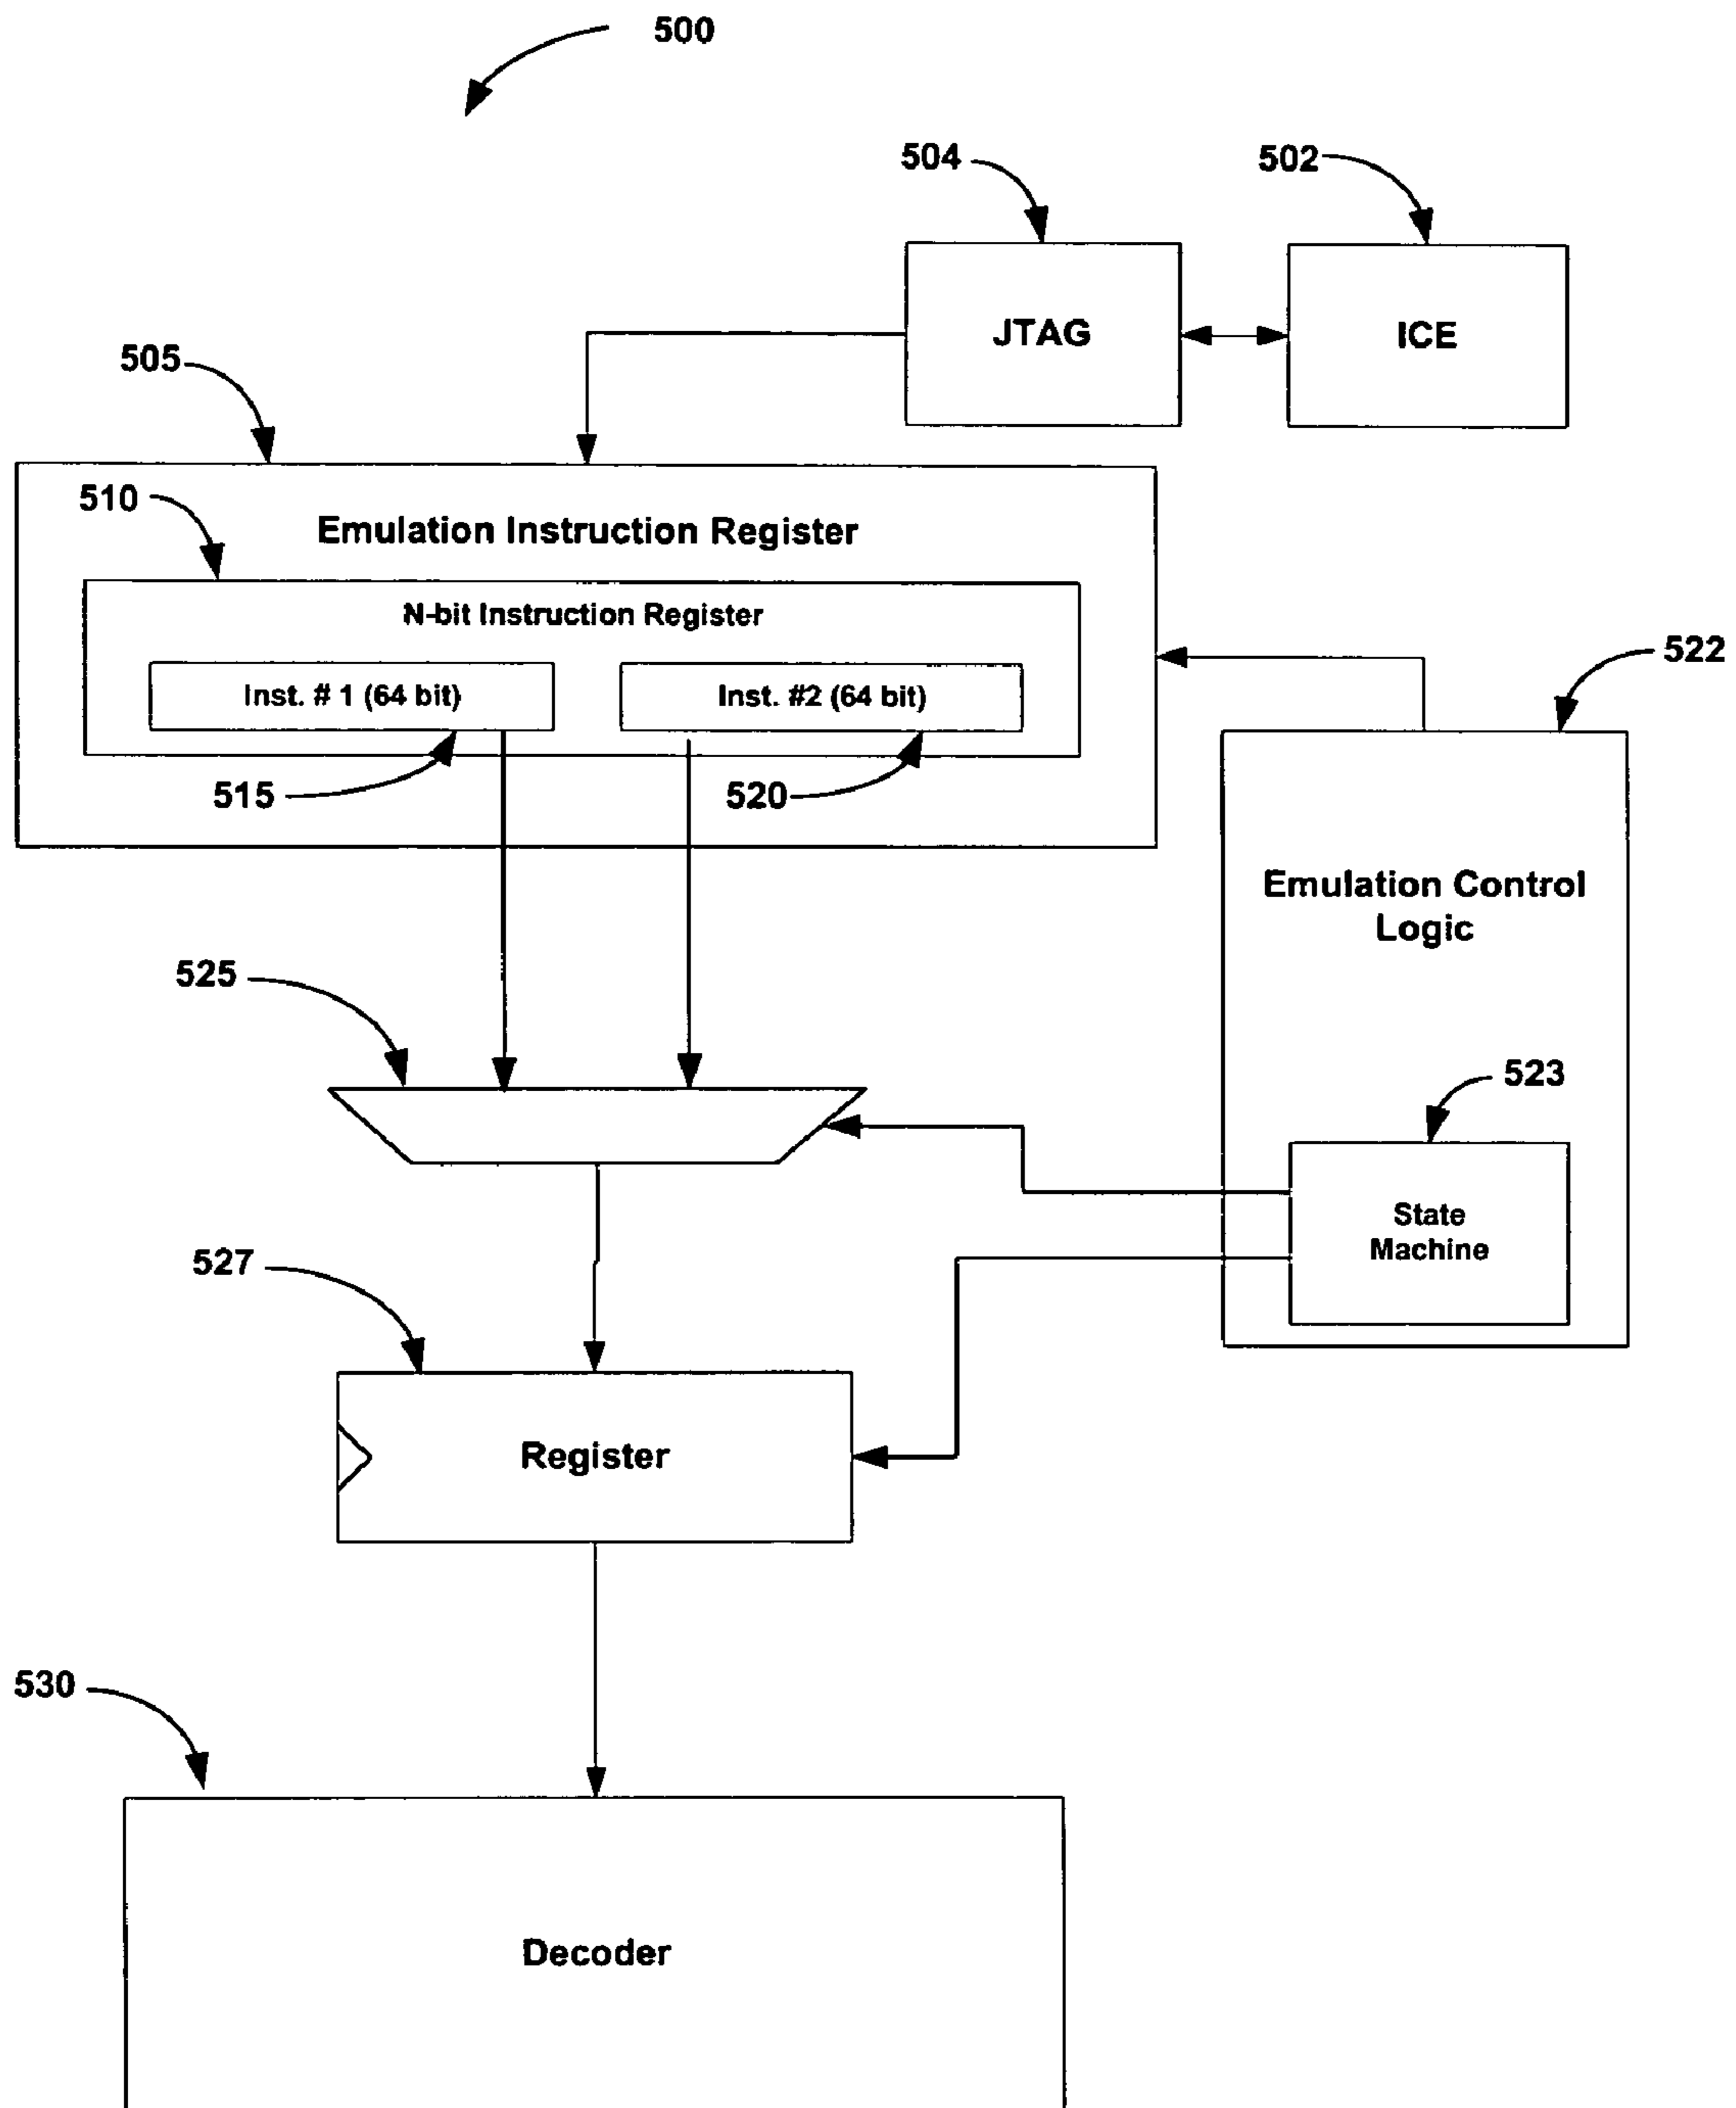 500
504
502
JTAG
ICE
505
510
Emulation Instruction Register
N-bit Instruction Register
522
Inst. # 1 (64 bit)
Inst. #2 (64 bit)
515
520
Emulation Control
Logic
525
523
State
Machine
527
Register
530
Decoder